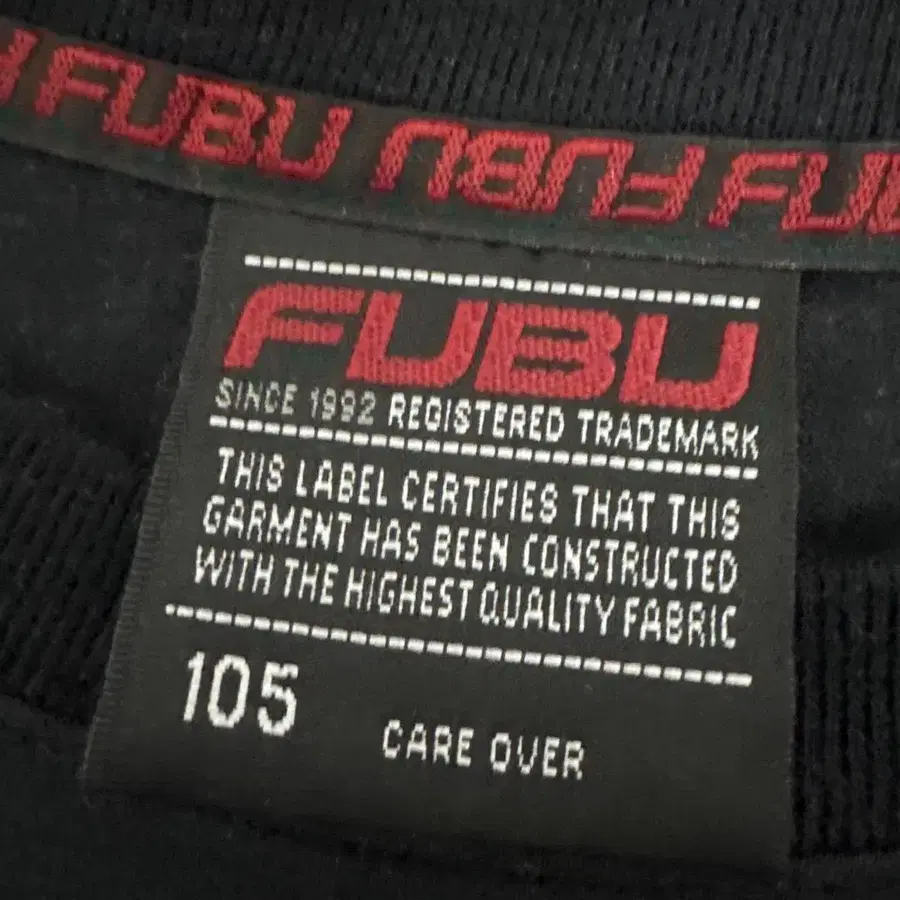 FUBU FUBU FU
FUBU
SINCE 1992 REGISTERED TRADEMARK
THIS LABEL CERTIFIES THAT THIS
GARMENT HAS BEEN CONSTRUCTED
WITH THE HIGHEST QUALITY FABRIC
105
CARE OVER